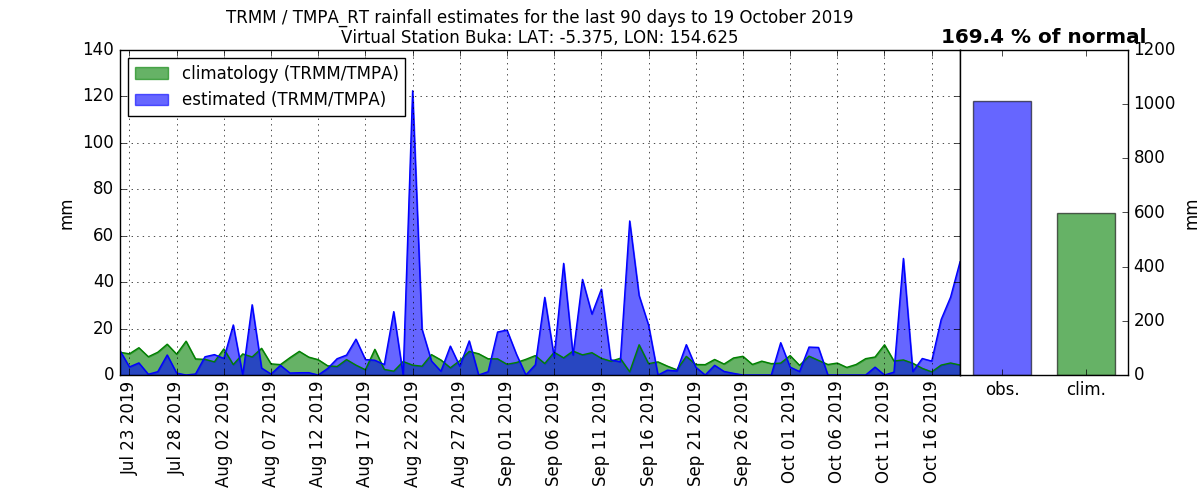 TRMM / TMPA_RT rainfall estimates for the last 90 days to 19 October 2019
Virtual Station Buka: LAT: -5.375, LON: 154.625
169.4 % of normal
climatology (TRMM/TMPA)
estimated (TRMM/TMPA)
mm
140
120
100
80
60
40
20
0
Jul 23 2019
Jul 28 2019
Aug 02 2019
Aug 07 2019
Aug 12 2019
Aug 17 2019
Aug 22 2019
Aug 27 2019
Sep 01 2019
Sep 06 2019
Sep 11 2019
Sep 16 2019
Sep 21 2019
Sep 26 2019
Oct 01 2019
Oct 06 2019
Oct 11 2019
Oct 16 2019
obs.
clim.
1200
1000
800
600
400
200
0
mm